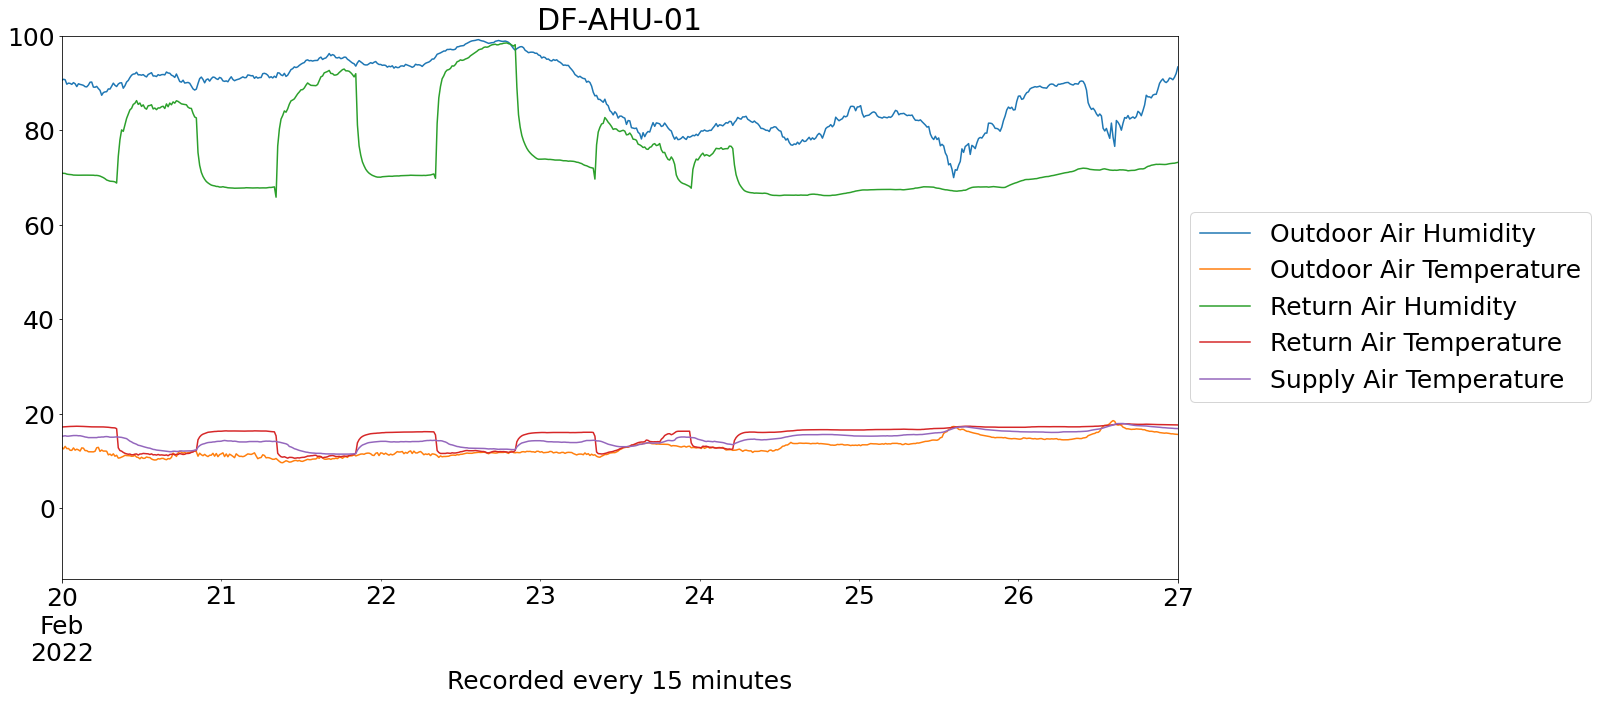 DF-AHU-01
100
80
60
40
20
0
20 21 22 23 24 25 26 27
Feb
2022
Recorded every 15 minutes
Outdoor Air Humidity
Outdoor Air Temperature
Return Air Humidity
Return Air Temperature
Supply Air Temperature